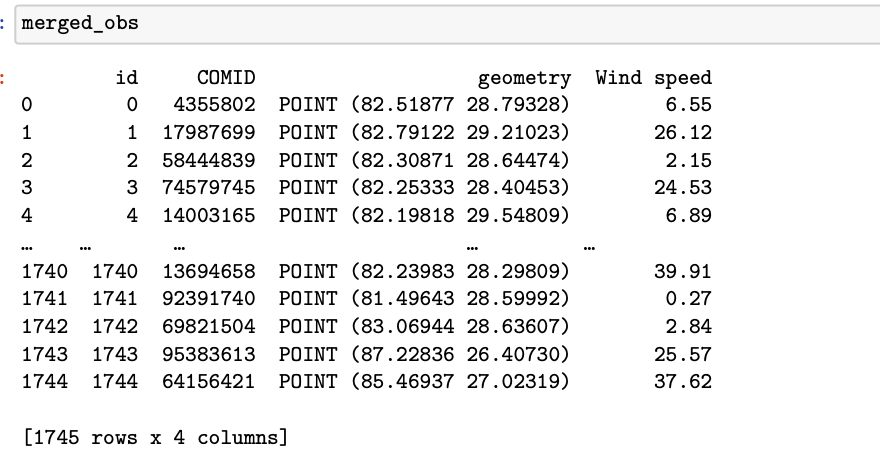 : merged_obs
: id COMID geometry Wind speed
0 0 4355802 POINT (82.51877 28.79328) 6.55
1 1 17987699 POINT (82.79122 29.21023) 26.12
2 2 58444839 POINT (82.30871 28.64474) 2.15
3 3 74579745 POINT (82.25333 28.40453) 24.53
4 4 14003165 POINT (82.19818 29.54809) 6.89
… … … … …
1740 1740 13694658 POINT (82.23983 28.29809) 39.91
1741 1741 92391740 POINT (81.49643 28.59992) 0.27
1742 1742 69821504 POINT (83.06944 28.63607) 2.84
1743 1743 95383613 POINT (87.22836 26.40730) 25.57
1744 1744 64156421 POINT (85.46937 27.02319) 37.62
[1745 rows x 4 columns]